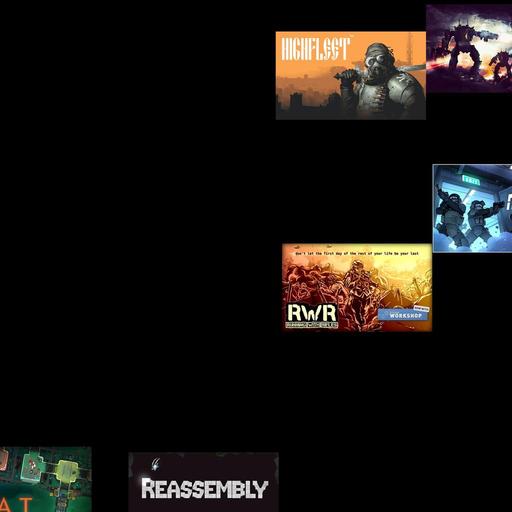 HIGHFLEET
EXIT
don't let the first day of the rest of your life be your last
RWR
RUNNING WITH RIFLES
WORKSHOP
REASSEMBLY
AT